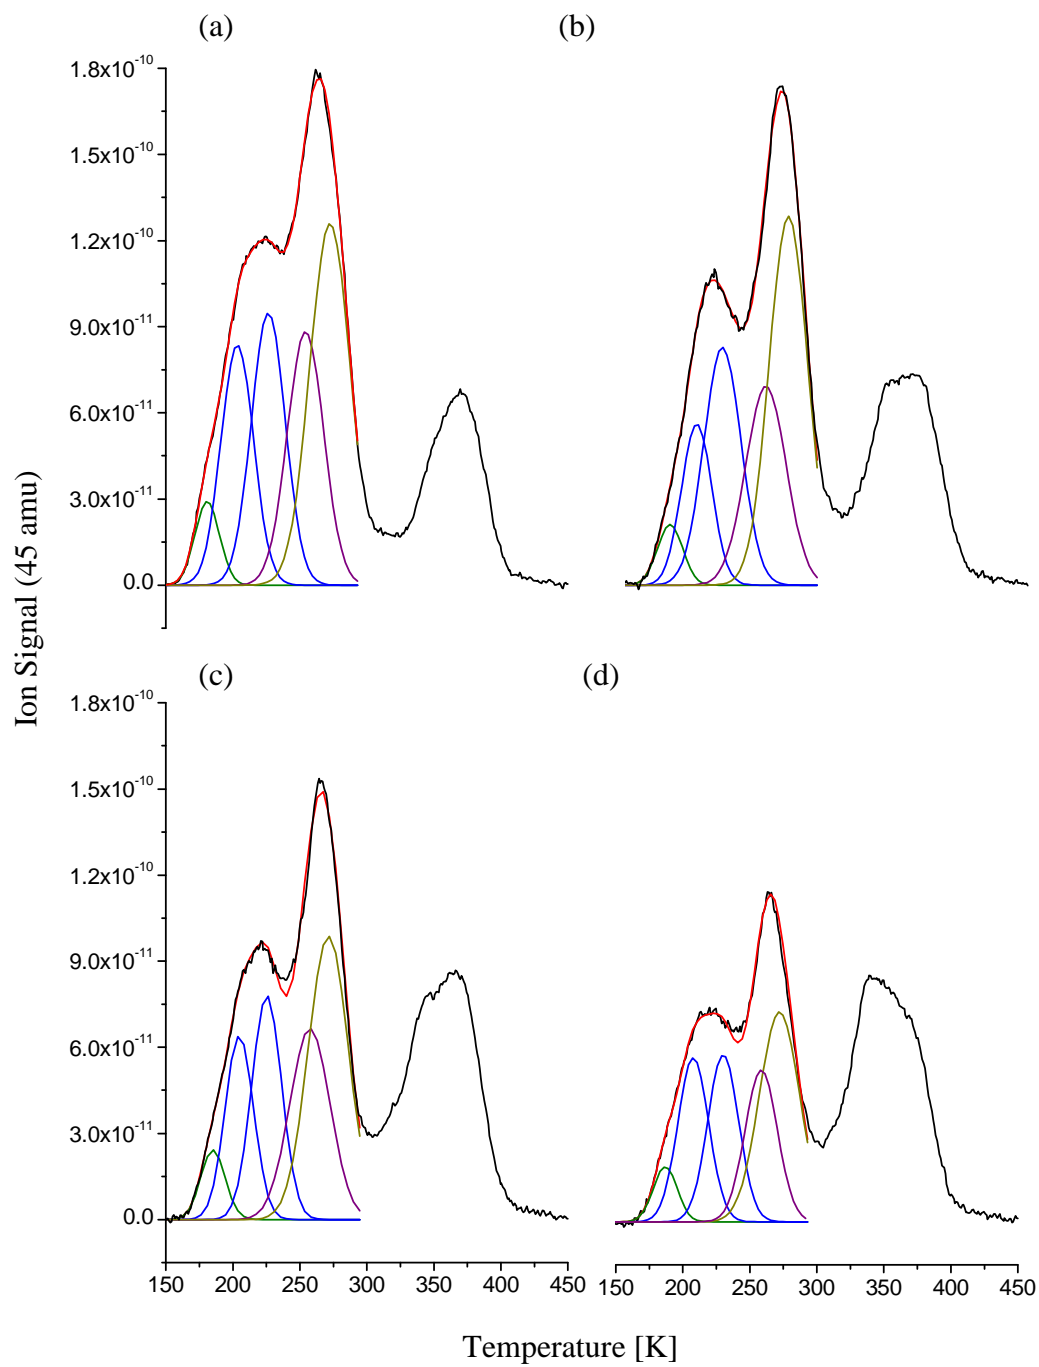 (a) (b)
1.8x10⁻¹⁰
1.5x10⁻¹⁰
1.2x10⁻¹⁰
9.0x10⁻¹¹
6.0x10⁻¹¹
3.0x10⁻¹¹
0.0
Ion Signal (45 amu)
(c) (d)
1.8x10⁻¹⁰
1.5x10⁻¹⁰
1.2x10⁻¹⁰
9.0x10⁻¹¹
6.0x10⁻¹¹
3.0x10⁻¹¹
0.0
150 200 250 300 350 400 450 150 200 250 300 350 400 450
Temperature [K]